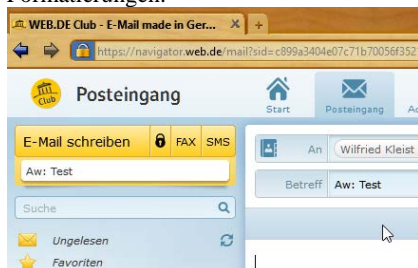 Formatierungen.
WEB.DE Club - E-Mail made in Ger... X +
https://navigator.web.de/mail?sid=c899a3404e07c71b70056f352
Club Posteingang Start Posteingang
E-Mail schreiben FAX SMS An Wilfried Kleist
Aw: Test
Betreff Aw: Test
Suche
Ungelesen
Favoriten